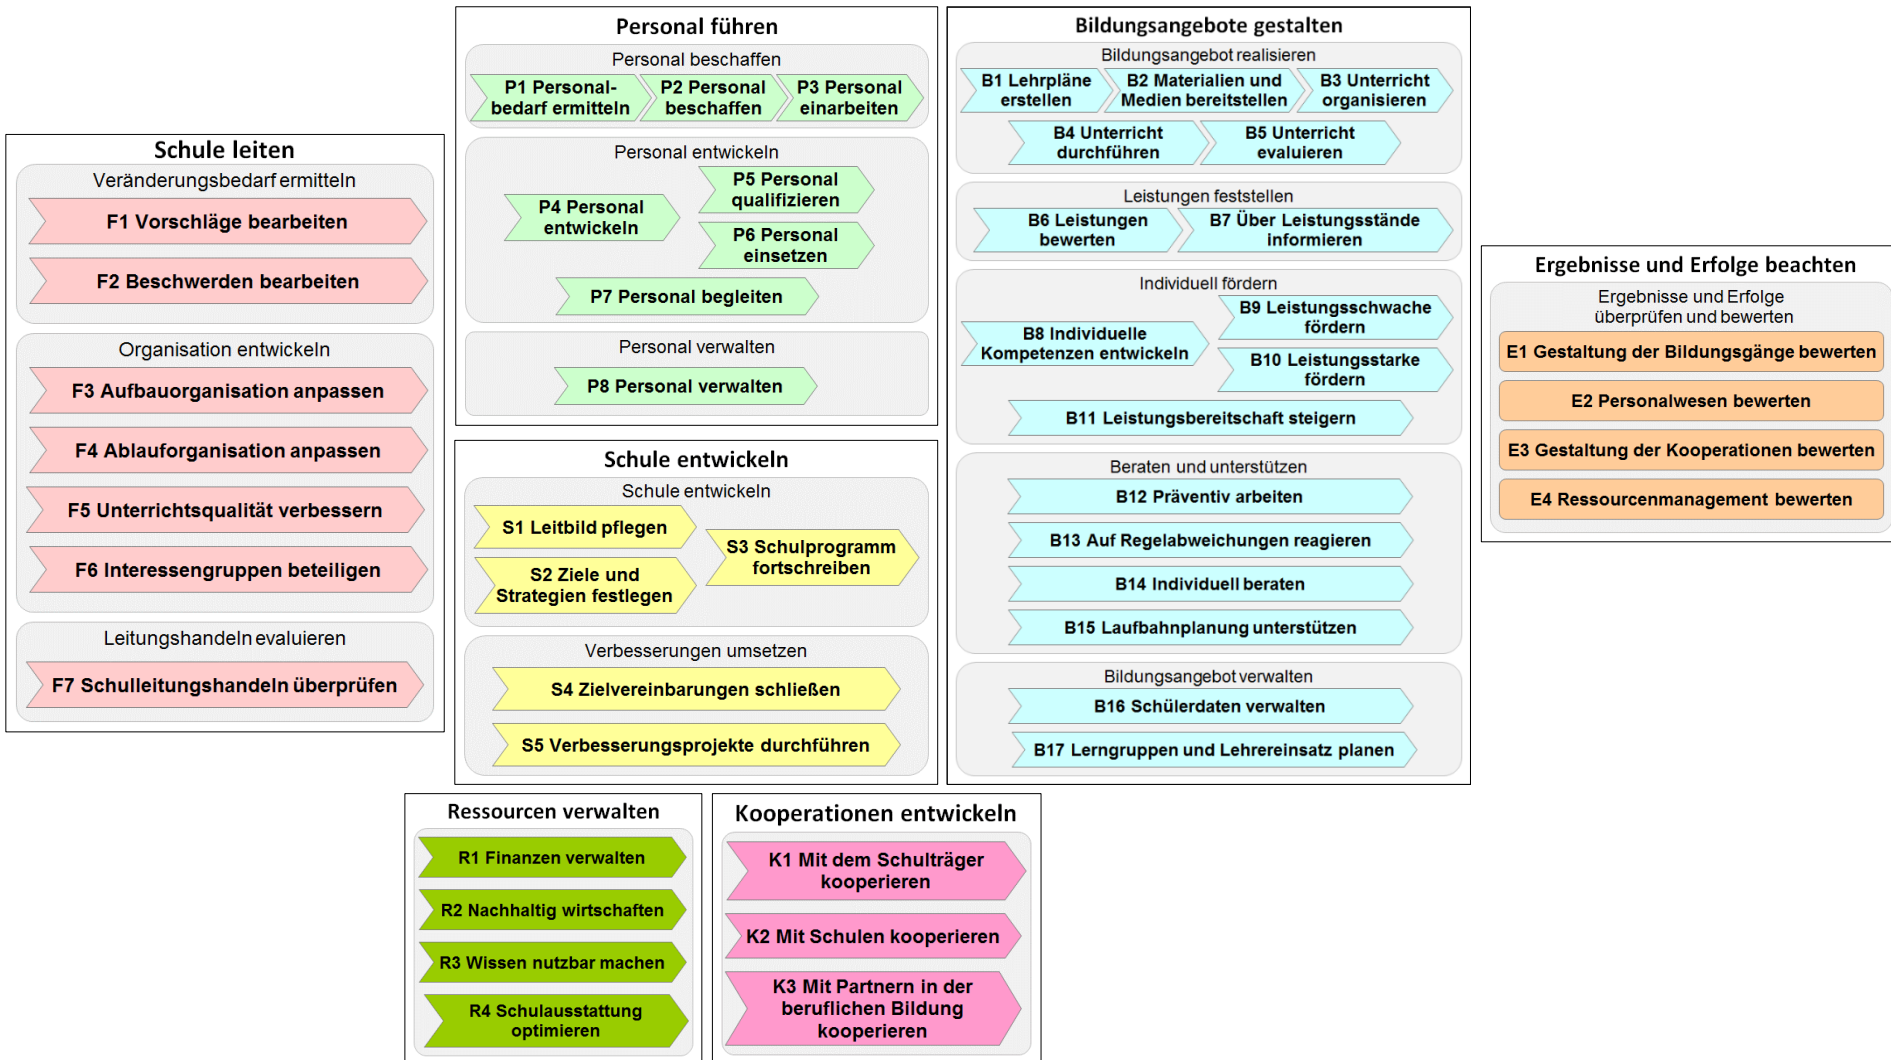 Schule leiten
Veränderungsbedarf ermitteln
F1 Vorschläge bearbeiten
F2 Beschwerden bearbeiten
Organisation entwickeln
F3 Aufbauorganisation anpassen
F4 Ablauforganisation anpassen
F5 Unterrichtsqualität verbessern
F6 Interessengruppen beteiligen
Leitungshandeln evaluieren
F7 Schulleitungshandeln überprüfen
Personal führen
Personal beschaffen
P1 Personal-
bedarf ermitteln
P2 Personal
beschaffen
P3 Personal
einarbeiten
Personal entwickeln
P4 Personal
entwickeln
P5 Personal
qualifizieren
P6 Personal
einsetzen
P7 Personal begleiten
Personal verwalten
P8 Personal verwalten
Schule entwickeln
Schule entwickeln
S1 Leitbild pflegen
S2 Ziele und
Strategien festlegen
S3 Schulprogramm
fortschreiben
Verbesserungen umsetzen
S4 Zielvereinbarungen schließen
S5 Verbesserungsprojekte durchführen
Bildungsangebote gestalten
Bildungsangebot realisieren
B1 Lehrpläne
erstellen
B2 Materialien und
Medien bereitstellen
B3 Unterricht
organisieren
B4 Unterricht
durchführen
B5 Unterricht
evaluieren
Leistungen feststellen
B6 Leistungen
bewerten
B7 Über Leistungsstände
informieren
Individuell fördern
B8 Individuelle
Kompetenzen entwickeln
B9 Leistungsschwache
fördern
B10 Leistungsstarke
fördern
B11 Leistungsbereitschaft steigern
Beraten und unterstützen
B12 Präventiv arbeiten
B13 Auf Regelabweichungen reagieren
B14 Individuell beraten
B15 Laufbahnplanung unterstützen
Bildungsangebot verwalten
B16 Schülerdaten verwalten
B17 Lerngruppen und Lehrereinsatz planen
Ergebnisse und Erfolge beachten
Ergebnisse und Erfolge
überprüfen und bewerten
E1 Gestaltung der Bildungsgänge bewerten
E2 Personalwesen bewerten
E3 Gestaltung der Kooperationen bewerten
E4 Ressourcenmanagement bewerten
Ressourcen verwalten
R1 Finanzen verwalten
R2 Nachhaltig wirtschaften
R3 Wissen nutzbar machen
R4 Schulausstattung
optimieren
Kooperationen entwickeln
K1 Mit dem Schulträger
kooperieren
K2 Mit Schulen kooperieren
K3 Mit Partnern in der
beruflichen Bildung
kooperieren